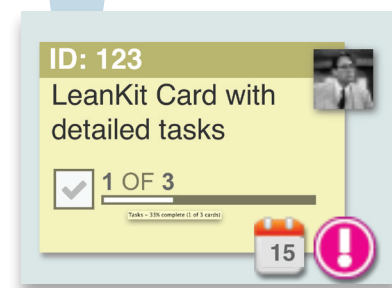 ID: 123
LeanKit Card with
detailed tasks
1 OF 3
Tasks - 33% complete (1 of 3 cards)
15
!